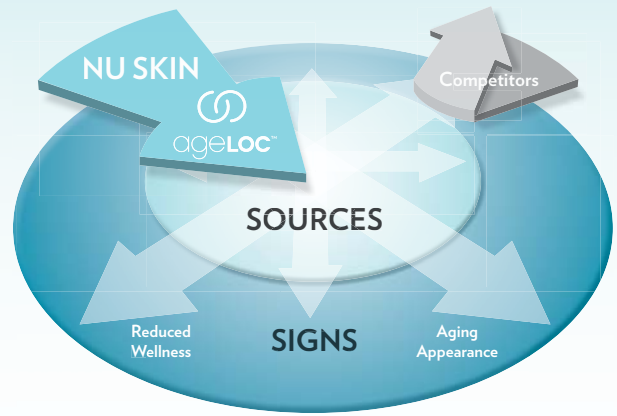 NU SKIN
ageLOC™
Competitors
SOURCES
Reduced
Wellness
SIGNS
Aging
Appearance